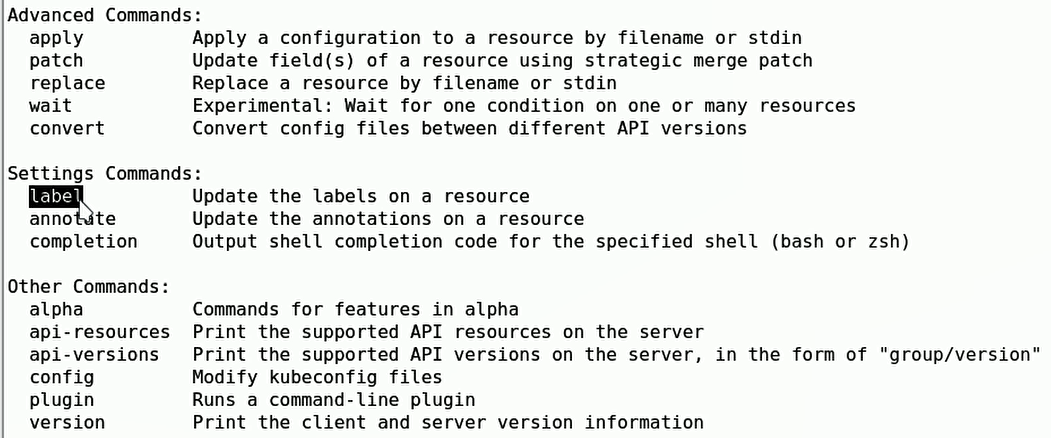 Advanced Commands:
  apply          Apply a configuration to a resource by filename or stdin
  patch          Update field(s) of a resource using strategic merge patch
  replace        Replace a resource by filename or stdin
  wait           Experimental: Wait for one condition on one or many resources
  convert        Convert config files between different API versions

Settings Commands:
  label          Update the labels on a resource
  annotate       Update the annotations on a resource
  completion     Output shell completion code for the specified shell (bash or zsh)

Other Commands:
  alpha          Commands for features in alpha
  api-resources  Print the supported API resources on the server
  api-versions   Print the supported API versions on the server, in the form of "group/version"
  config         Modify kubeconfig files
  plugin         Runs a command-line plugin
  version        Print the client and server version information